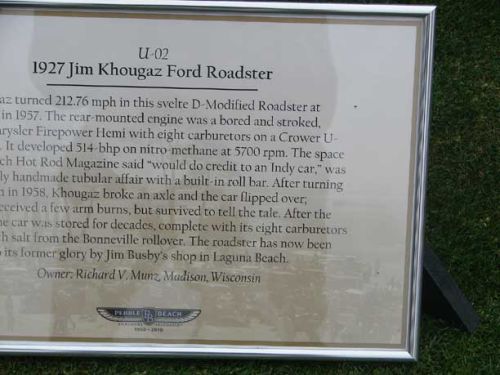 U-02
1927 Jim Khougaz Ford Roadster
az turned 212.76 mph in this svelte D-Modified Roadster at
in 1957. The rear-mounted engine was a bored and stroked,
rysler Firepower Hemi with eight carburetors on a Crower U-
. It developed 514-bhp on nitro-methane at 5700 rpm. The space
ch Hot Rod Magazine said “would do credit to an Indy car,” was
ly handmade tubular affair with a built-in roll bar. After turning
h in 1958, Khougaz broke an axle and the car flipped over;
eceived a few arm burns, but survived to tell the tale. After the
he car was stored for decades, complete with its eight carburetors
h salt from the Bonneville rollover. The roadster has now been
o its former glory by Jim Busby’s shop in Laguna Beach.
Owner: Richard V. Munz, Madison, Wisconsin
PEBBLE BEACH
CONCOURS D'ELEGANCE
1950 - 2010